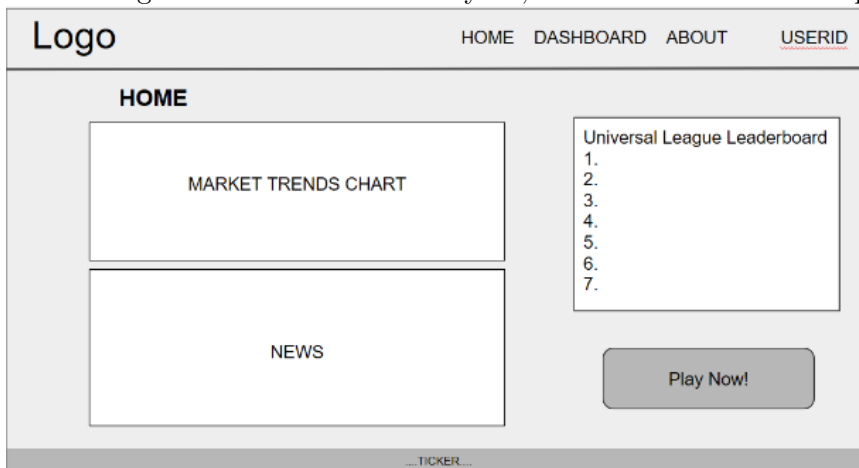 Logo
HOME DASHBOARD ABOUT USERID
HOME
MARKET TRENDS CHART
NEWS
Universal League Leaderboard
1.
2.
3.
4.
5.
6.
7.
Play Now!
....TICKER....